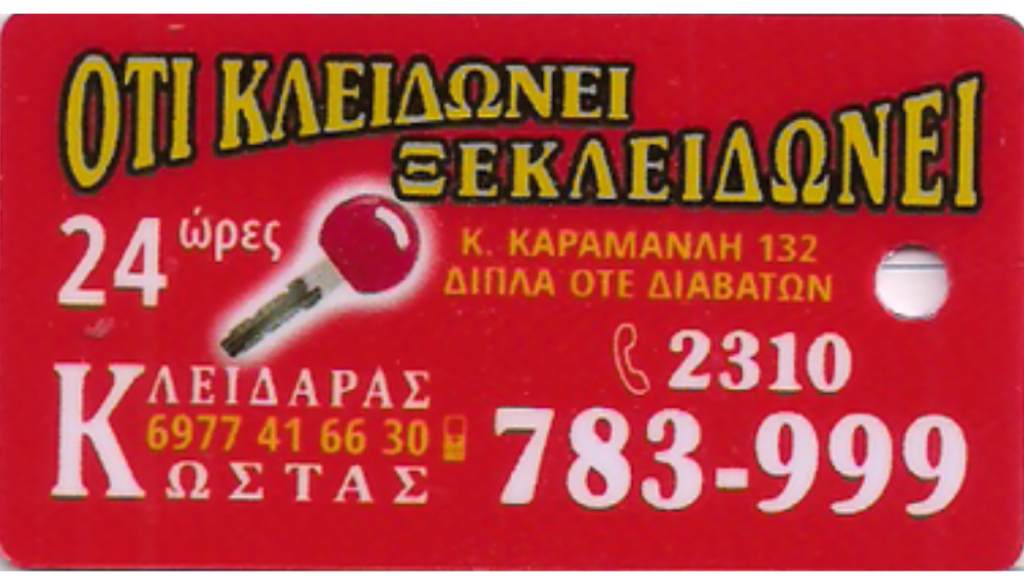 ΟΤΙ ΚΛΕΙΔΩΝΕΙ
ΞΕΚΛΕΙΔΩΝΕΙ
24 ώρες
Κ. ΚΑΡΑΜΑΝΛΗ 132
ΔΙΠΛΑ ΟΤΕ ΔΙΑΒΑΤΩΝ
2310
783-999
ΚΛΕΙΔΑΡΑΣ
6977 41 66 30
ΚΩΣΤΑΣ